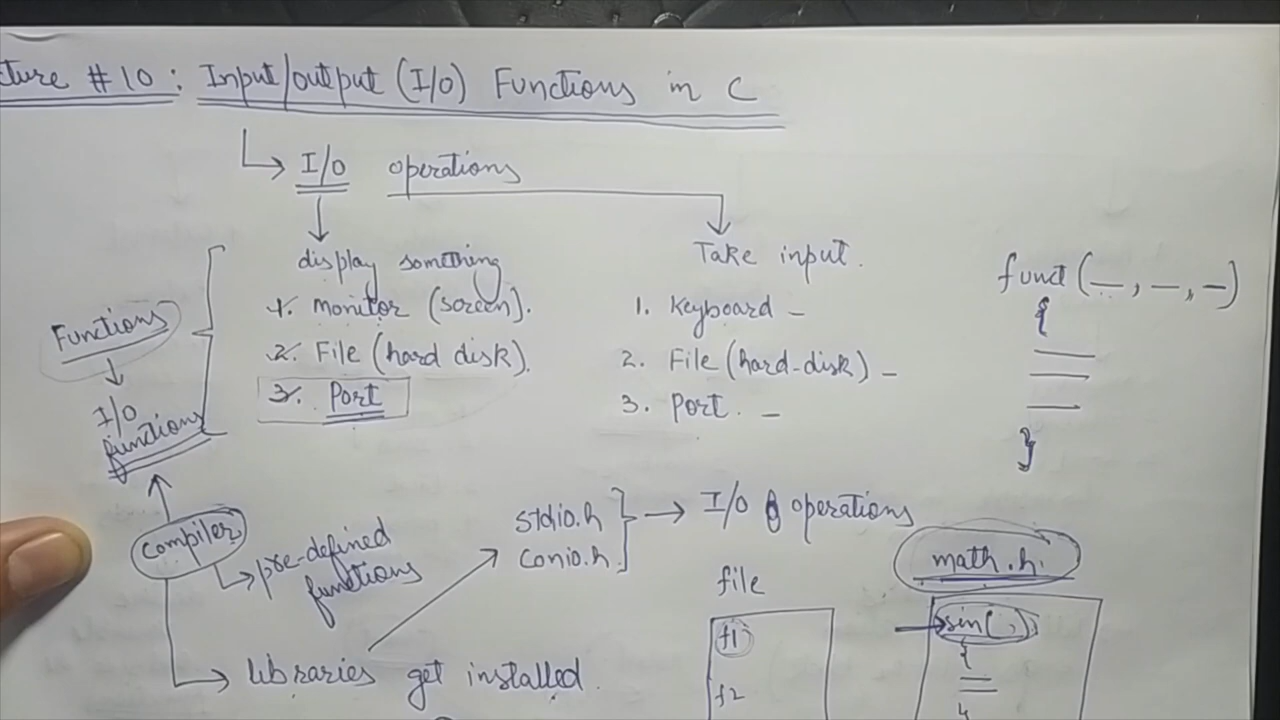 cture # 10 : Input/output (I/O) Functions in C
I/O operations
display something
1. monitor (screen).
2. File (hard disk).
3. Port
Take input.
1. Keyboard -
2. File (hard-disk) -
3. Port. -
funct( _ , _ , _ )
{
}
Functions
I/O
functions
Compiler
pre-defined
functions
libraries get installed.
stdio.h
conio.h
I/O operations
file
f1
f2
math.h.
sin( )
{